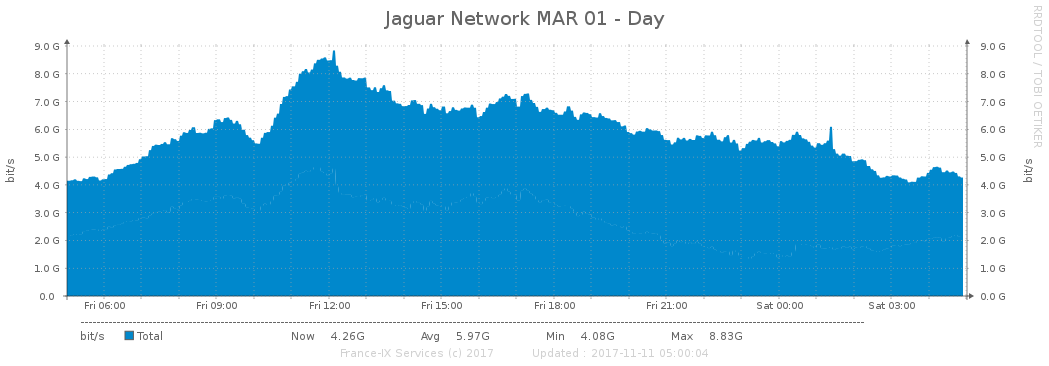 Jaguar Network MAR 01 - Day
RRDTOOL / TOBI OETIKER
bit/s
9.0 G 9.0 G
8.0 G 8.0 G
7.0 G 7.0 G
6.0 G 6.0 G
5.0 G 5.0 G
4.0 G 4.0 G
3.0 G 3.0 G
2.0 G 2.0 G
1.0 G 1.0 G
0.0 0.0 G
bit/s
Fri 06:00 Fri 09:00 Fri 12:00 Fri 15:00 Fri 18:00 Fri 21:00 Sat 00:00 Sat 03:00
bit/s Total Now 4.26G Avg 5.97G Min 4.08G Max 8.83G
France-IX Services (c) 2017 Updated : 2017-11-11 05:00:04